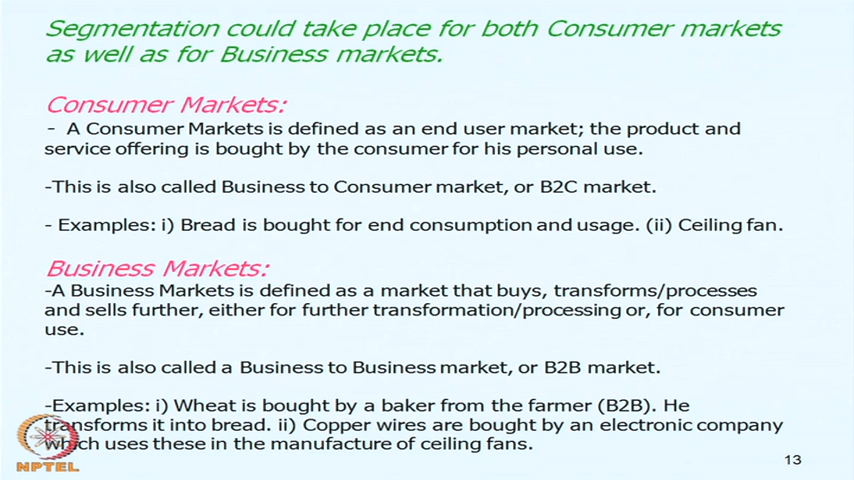 Segmentation could take place for both Consumer markets
as well as for Business markets.
Consumer Markets:
- A Consumer Markets is defined as an end user market; the product and
service offering is bought by the consumer for his personal use.
-This is also called Business to Consumer market, or B2C market.
- Examples: i) Bread is bought for end consumption and usage. (ii) Ceiling fan.
Business Markets:
-A Business Markets is defined as a market that buys, transforms/processes
and sells further, either for further transformation/processing or, for consumer
use.
-This is also called a Business to Business market, or B2B market.
-Examples: i) Wheat is bought by a baker from the farmer (B2B). He
transforms it into bread. ii) Copper wires are bought by an electronic company
which uses these in the manufacture of ceiling fans.
NPTEL
13